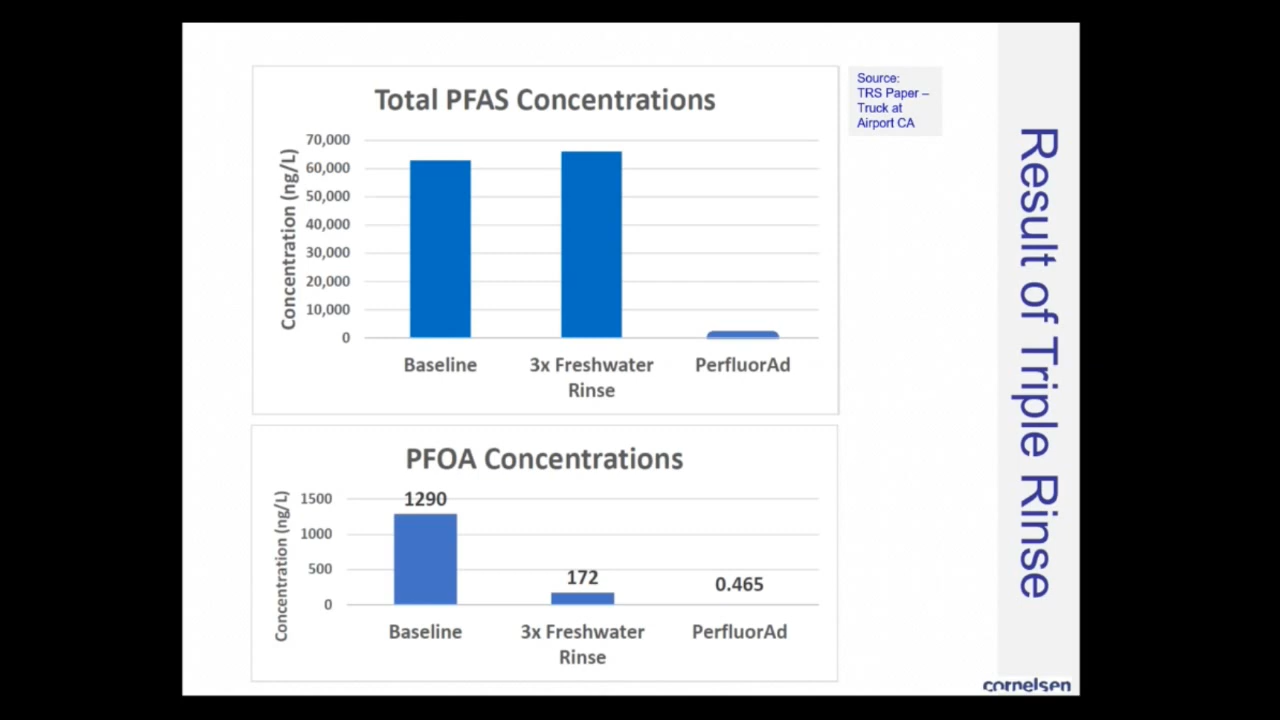 Total PFAS Concentrations
Concentration (ng/L)
70,000
60,000
50,000
40,000
30,000
20,000
10,000
0
Baseline
3x Freshwater
Rinse
PerfluorAd
Source:
TRS Paper –
Truck at
Airport CA
PFOA Concentrations
Concentration (ng/L)
1500
1000
500
0
1290
172
0.465
Baseline
3x Freshwater
Rinse
PerfluorAd
Result of Triple Rinse
cornelsen